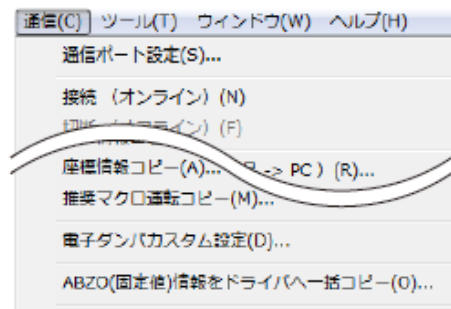 通信(C) ツール(T) ウィンドウ(W) ヘルプ(H)
通信ポート設定(S)...
接続 （オンライン）(N)
(F)
座標情報コピー(A)... -> PC ）(R)...
推奨マクロ運転コピー(M)...
電子ダンパカスタム設定(D)...
ABZO(固定値)情報をドライバへ一括コピー(O)...